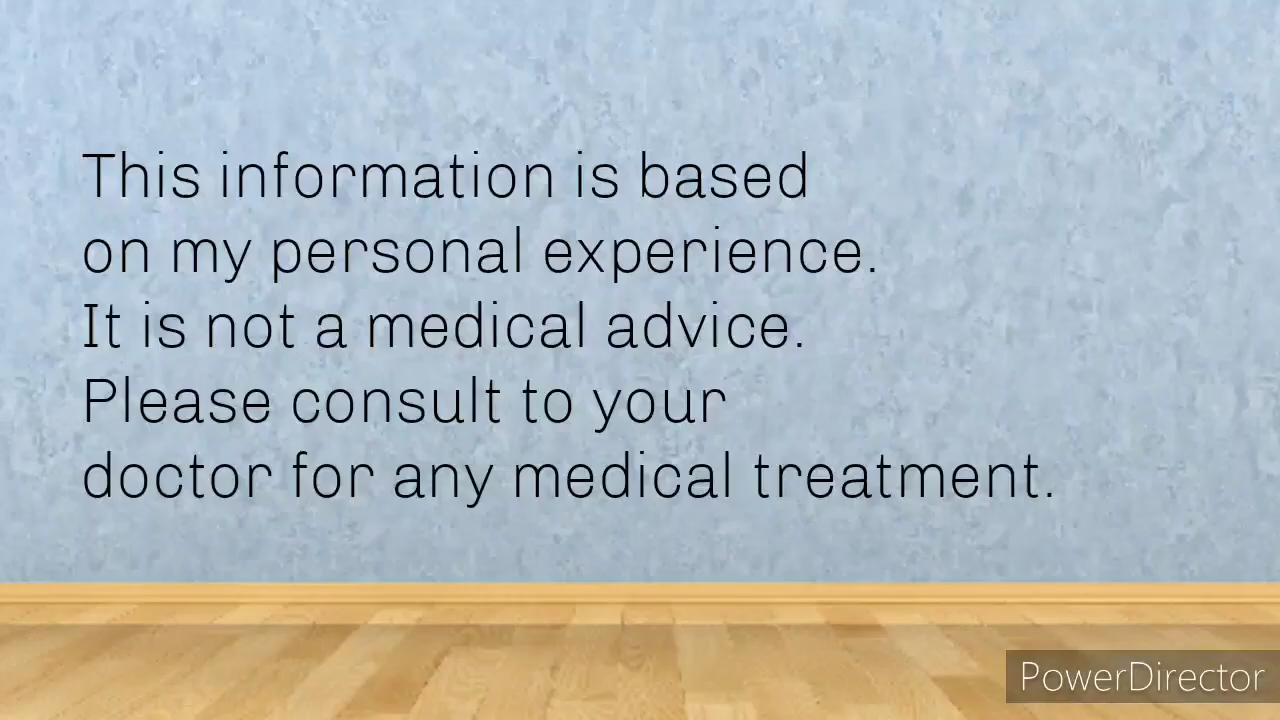 This information is based
on my personal experience.
It is not a medical advice.
Please consult to your
doctor for any medical treatment.
PowerDirector